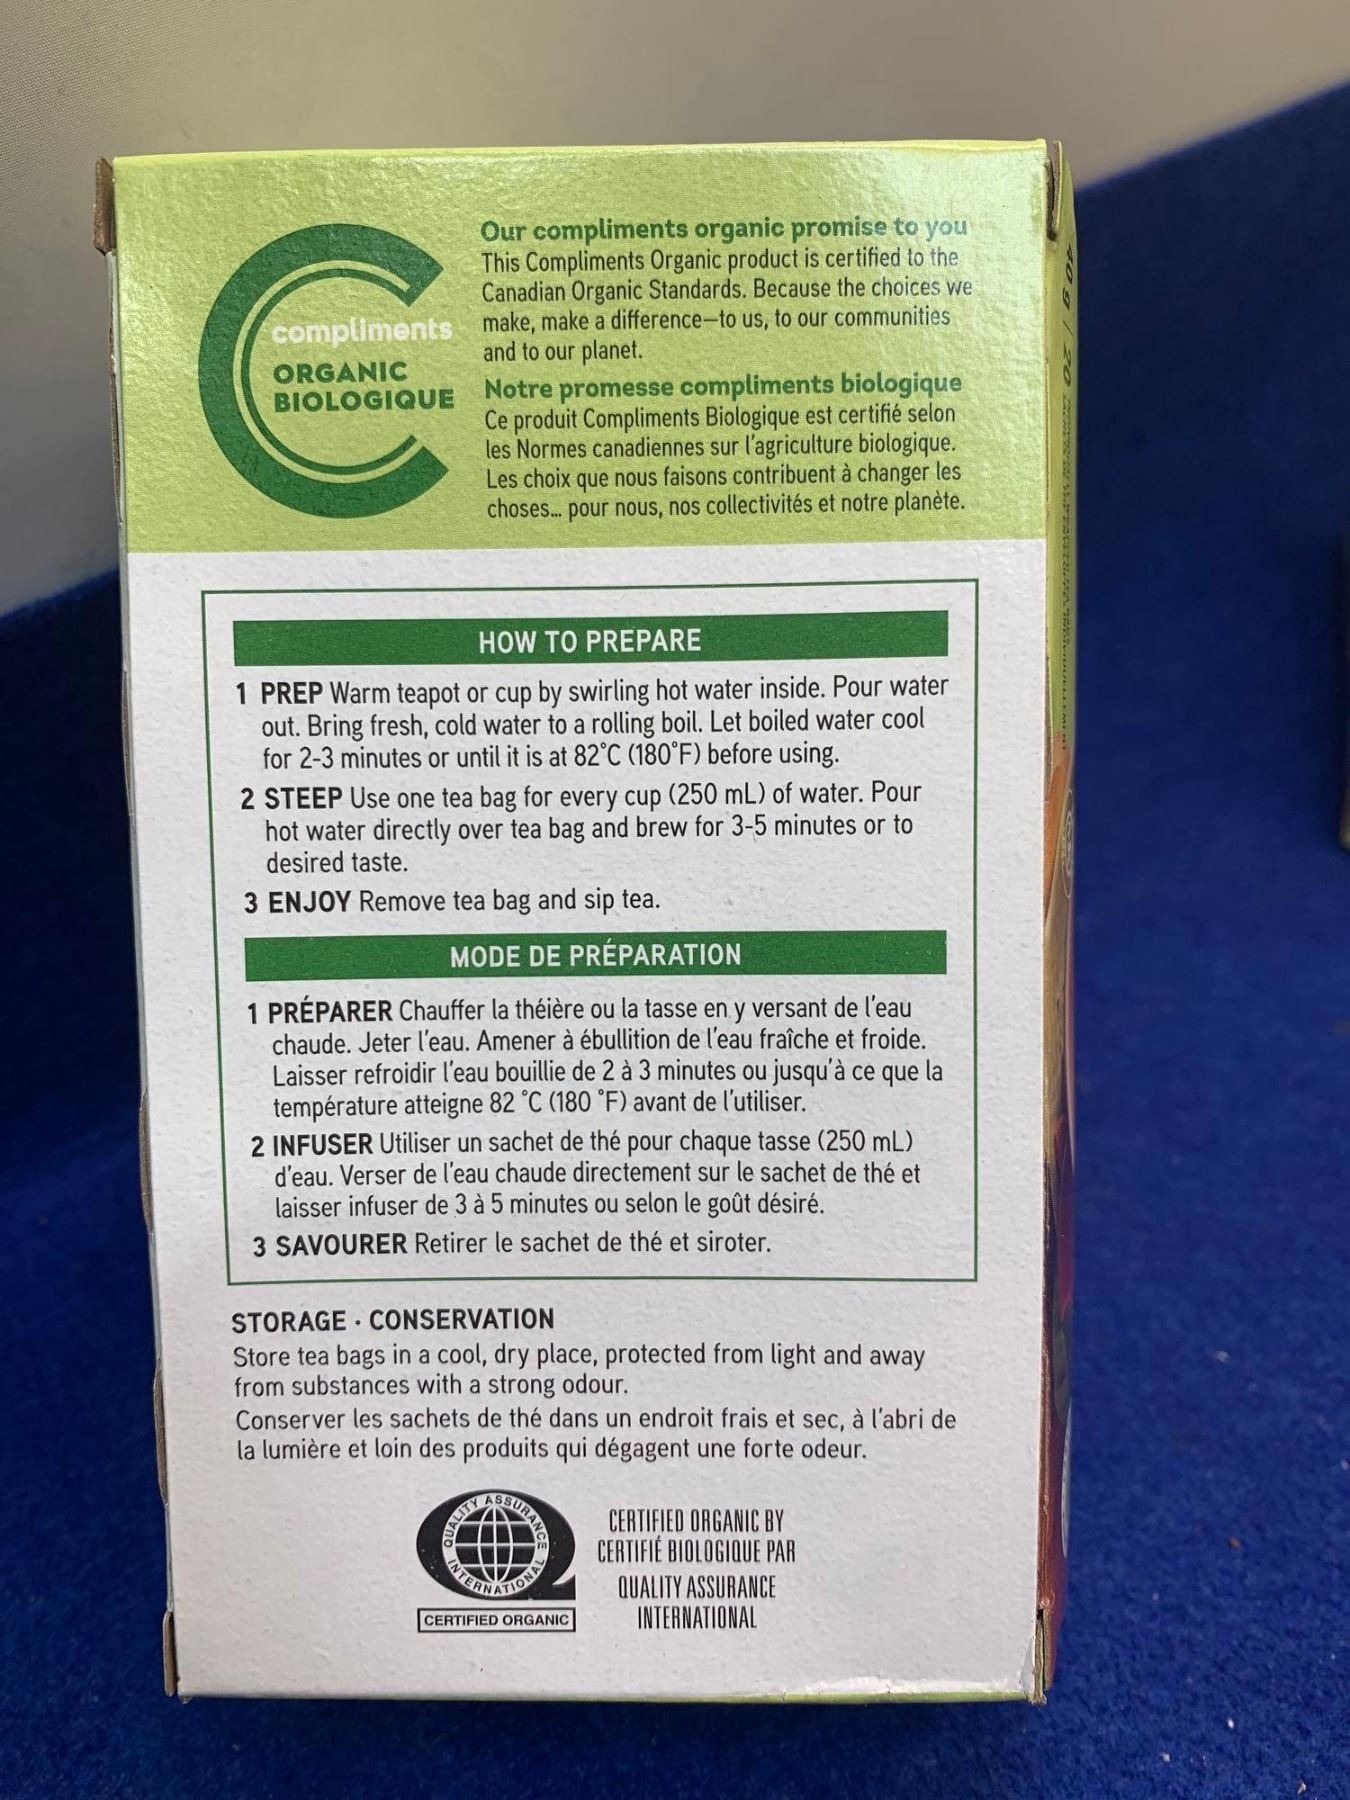 compliments
ORGANIC
BIOLOGIQUE
Our compliments organic promise to you
This Compliments Organic product is certified to the
Canadian Organic Standards. Because the choices we
make, make a difference—to us, to our communities
and to our planet.
Notre promesse compliments biologique
Ce produit Compliments Biologique est certifié selon
les Normes canadiennes sur l'agriculture biologique.
Les choix que nous faisons contribuent à changer les
choses... pour nous, nos collectivités et notre planète.
HOW TO PREPARE
1 PREP Warm teapot or cup by swirling hot water inside. Pour water
out. Bring fresh, cold water to a rolling boil. Let boiled water cool
for 2-3 minutes or until it is at 82°C (180°F) before using.
2 STEEP Use one tea bag for every cup (250 mL) of water. Pour
hot water directly over tea bag and brew for 3-5 minutes or to
desired taste.
3 ENJOY Remove tea bag and sip tea.
MODE DE PRÉPARATION
1 PRÉPARER Chauffer la théière ou la tasse en y versant de l'eau
chaude. Jeter l'eau. Amener à ébullition de l'eau fraîche et froide.
Laisser refroidir l'eau bouillie de 2 à 3 minutes ou jusqu'à ce que la
température atteigne 82 °C (180 °F) avant de l'utiliser.
2 INFUSER Utiliser un sachet de thé pour chaque tasse (250 mL)
d'eau. Verser de l'eau chaude directement sur le sachet de thé et
laisser infuser de 3 à 5 minutes ou selon le goût désiré.
3 SAVOURER Retirer le sachet de thé et siroter.
STORAGE · CONSERVATION
Store tea bags in a cool, dry place, protected from light and away
from substances with a strong odour.
Conserver les sachets de thé dans un endroit frais et sec, à l'abri de
la lumière et loin des produits qui dégagent une forte odeur.
QUALITY ASSURANCE
INTERNATIONAL
CERTIFIED ORGANIC
CERTIFIED ORGANIC BY
CERTIFIÉ BIOLOGIQUE PAR
QUALITY ASSURANCE
INTERNATIONAL
40 g / 20